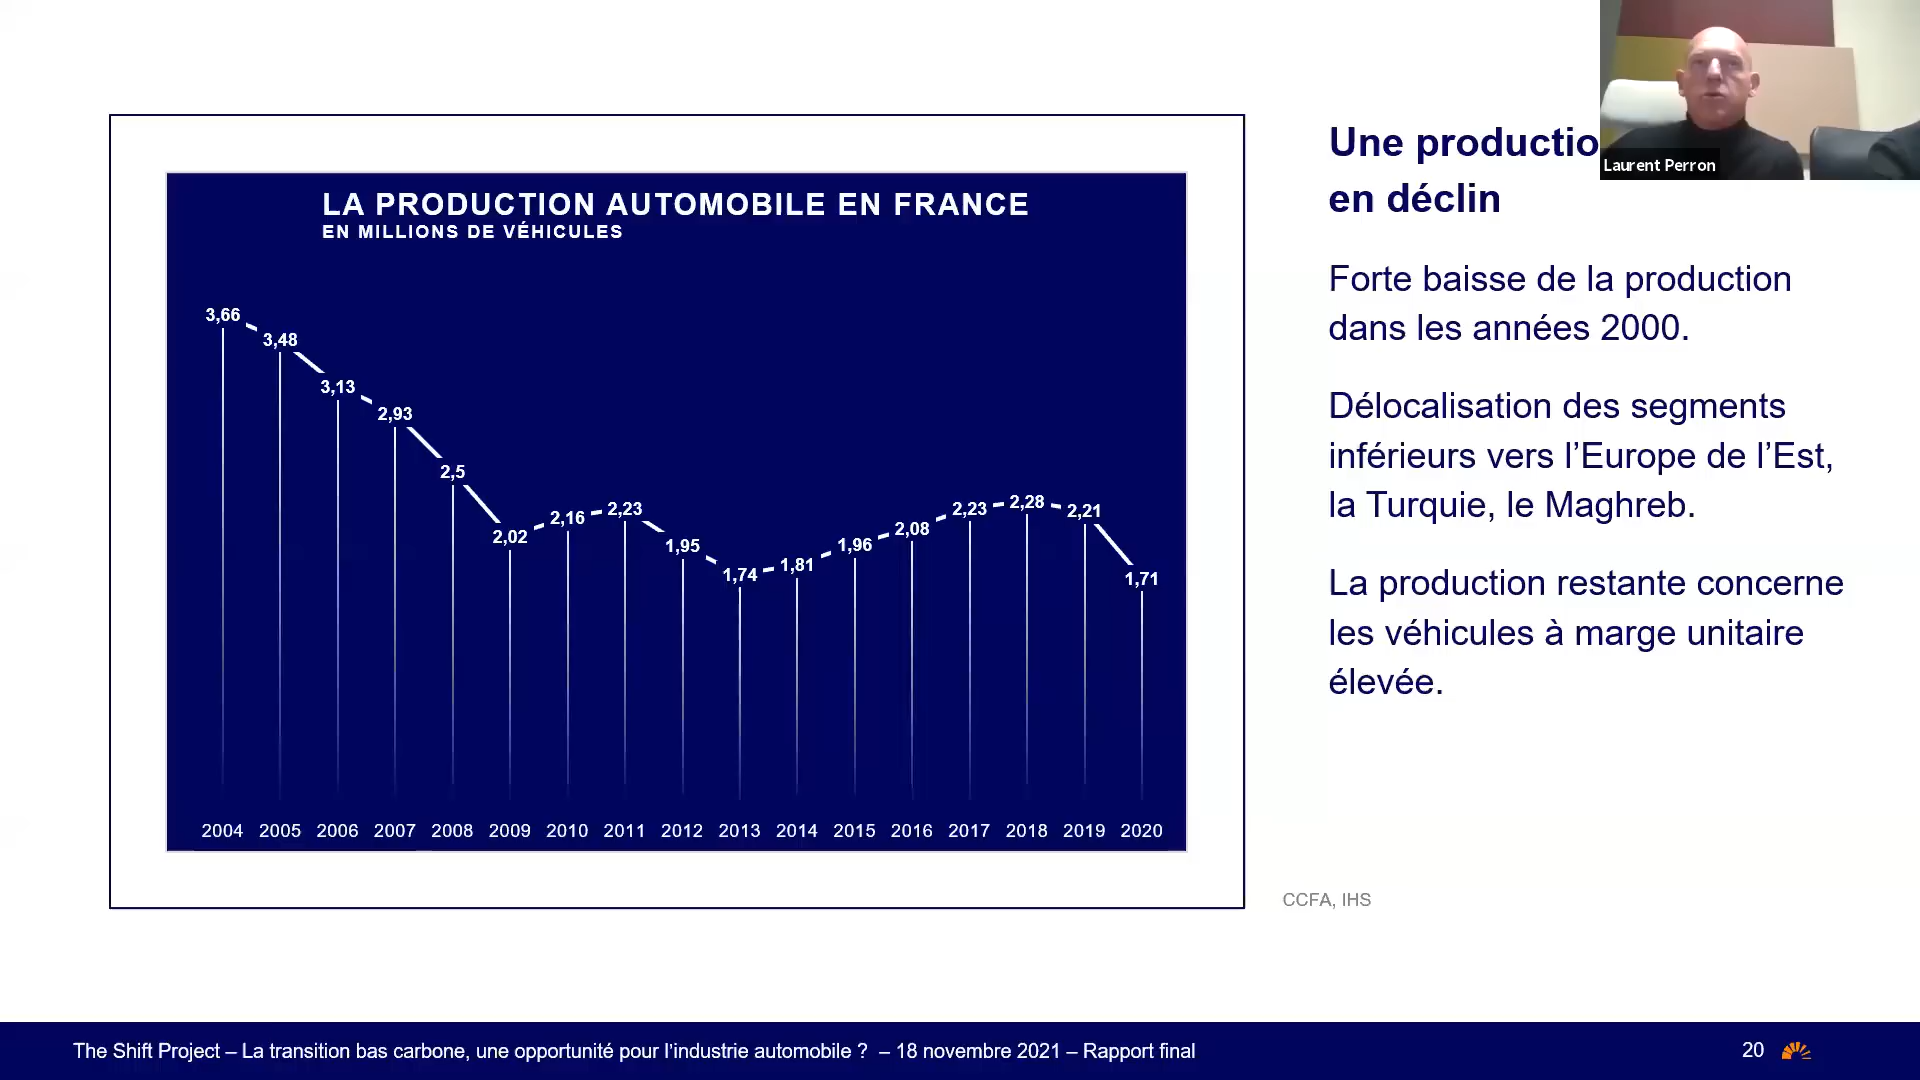 LA PRODUCTION AUTOMOBILE EN FRANCE
EN MILLIONS DE VÉHICULES
3,66
3,48
3,13
2,93
2,5
2,02
2,16
2,23
1,95
1,74
1,81
1,96
2,08
2,23
2,28
2,21
1,71
2004 2005 2006 2007 2008 2009 2010 2011 2012 2013 2014 2015 2016 2017 2018 2019 2020
Une productio
en déclin
Forte baisse de la production
dans les années 2000.
Délocalisation des segments
inférieurs vers l’Europe de l’Est,
la Turquie, le Maghreb.
La production restante concerne
les véhicules à marge unitaire
élevée.
CCFA, IHS
Laurent Perron
The Shift Project – La transition bas carbone, une opportunité pour l’industrie automobile ? – 18 novembre 2021 – Rapport final
20